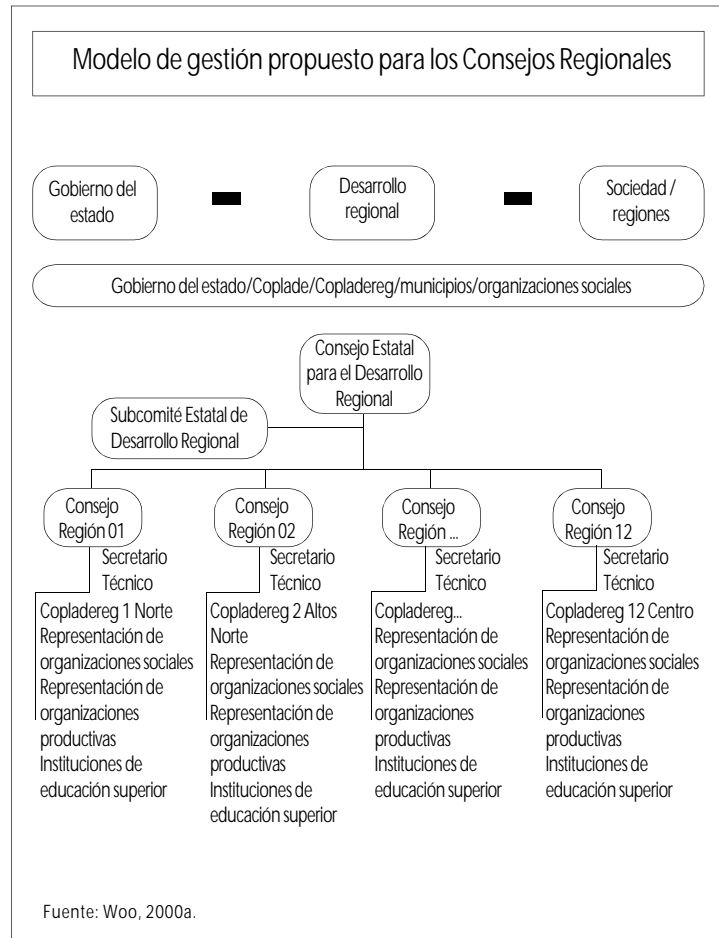 Modelo de gestión propuesto para los Consejos Regionales
Gobierno del
estado
Desarrollo
regional
Sociedad /
regiones
Gobierno del estado/Coplade/Copladereg/municipios/organizaciones sociales
Consejo Estatal
para el Desarrollo
Regional
Subcomité Estatal de
Desarrollo Regional
Consejo
Región 01
Secretario
Técnico
Copladereg 1 Norte
Representación de
organizaciones sociales
Representación de
organizaciones
productivas
Instituciones de
educación superior
Consejo
Región 02
Secretario
Técnico
Copladereg 2 Altos
Norte
Representación de
organizaciones sociales
Representación de
organizaciones
productivas
Instituciones de
educación superior
Consejo
Región ...
Secretario
Técnico
Copladereg...
Representación de
organizaciones sociales
Representación de
organizaciones
productivas
Instituciones de
educación superior
Consejo
Región 12
Secretario
Técnico
Copladereg 12 Centro
Representación de
organizaciones sociales
Representación de
organizaciones
productivas
Instituciones de
educación superior
Fuente: Woo, 2000a.